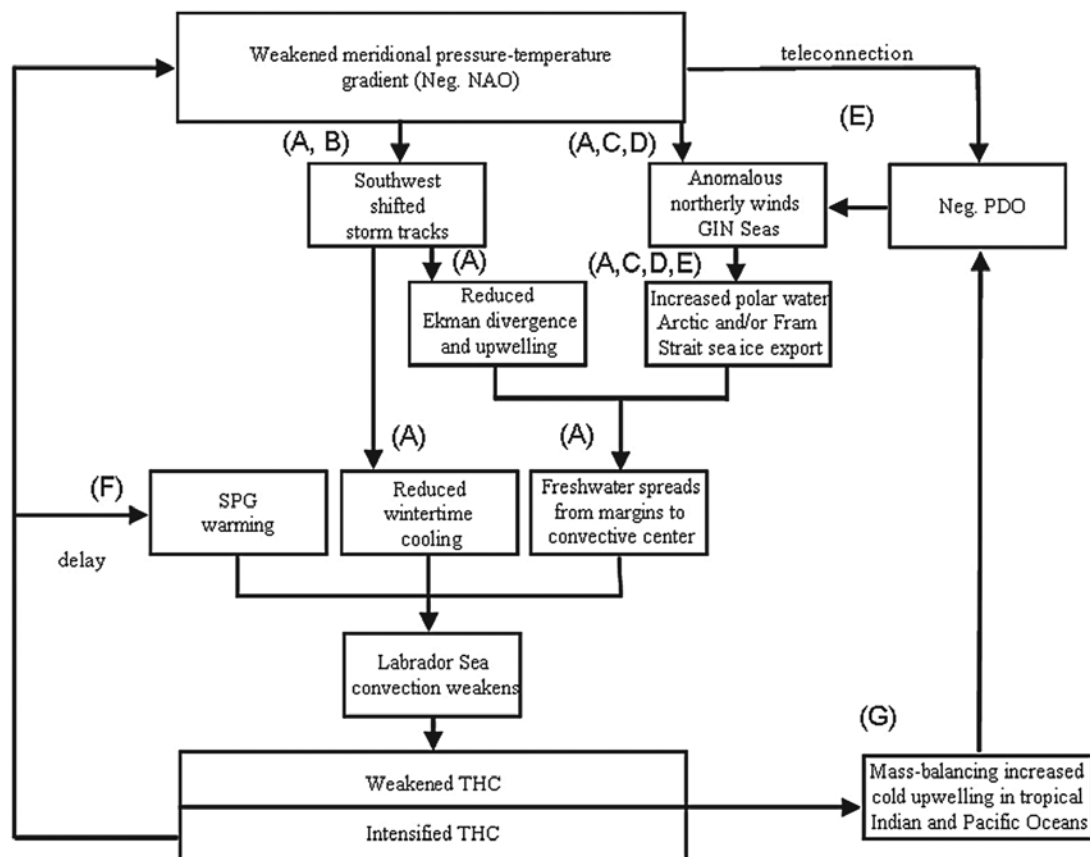 Weakened meridional pressure-temperature
gradient (Neg. NAO)
teleconnection
(E)
(A, B)
(A,C,D)
Southwest
shifted
storm tracks
Anomalous
northerly winds
GIN Seas
Neg. PDO
(A)
(A,C,D,E)
Reduced
Ekman divergence
and upwelling
Increased polar water
Arctic and/or Fram
Strait sea ice export
(A)
(A)
(F)
SPG
warming
Reduced
wintertime
cooling
Freshwater spreads
from margins to
convective center
delay
Labrador Sea
convection weakens
(G)
Weakened THC
Intensified THC
Mass-balancing increased
cold upwelling in tropical
Indian and Pacific Oceans